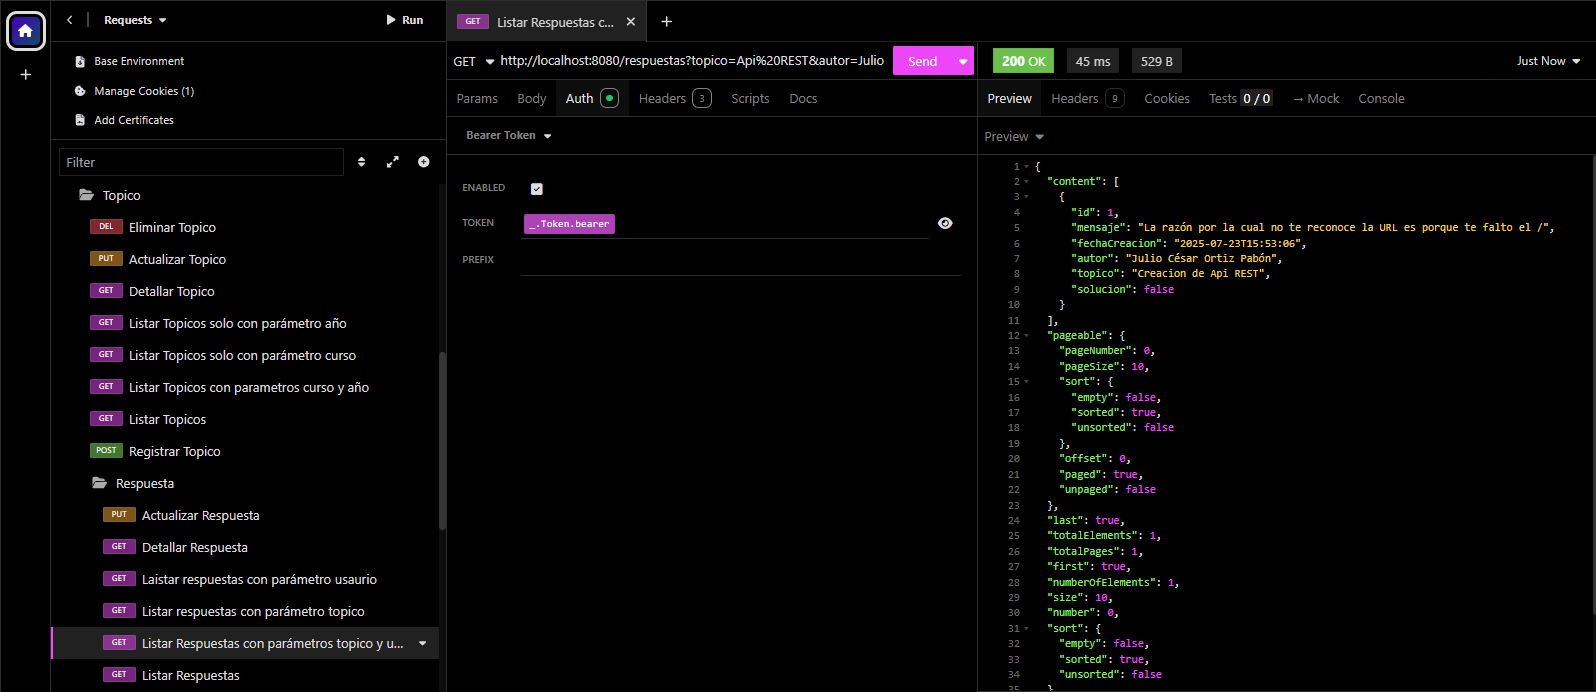 Requests
Run
Base Environment
Manage Cookies (1)
Add Certificates
Filter
Topico
DEL Eliminar Topico
PUT Actualizar Topico
GET Detallar Topico
GET Listar Topicos solo con parámetro año
GET Listar Topicos solo con parámetro curso
GET Listar Topicos con parametros curso y año
GET Listar Topicos
POST Registrar Topico
Respuesta
PUT Actualizar Respuesta
GET Detallar Respuesta
GET Laistar respuestas con parámetro usaurio
GET Listar respuestas con parámetro topico
GET Listar Respuestas con parámetros topico y u...
GET Listar Respuestas
GET Listar Respuestas c...
GET http://localhost:8080/respuestas?topico=Api%20REST&autor=Julio Send
Params Body Auth Headers 3 Scripts Docs
Bearer Token
ENABLED
TOKEN _.Token.bearer
PREFIX
200 OK 45 ms 529 B Just Now
Preview Headers 9 Cookies Tests 0 / 0 → Mock Console
Preview
1 {
2 "content": [
3 {
4 "id": 1,
5 "mensaje": "La razón por la cual no te reconoce la URL es porque te falto el /",
6 "fechaCreacion": "2025-07-23T15:53:06",
7 "autor": "Julio César Ortiz Pabón",
8 "topico": "Creacion de Api REST",
9 "solucion": false
10 }
11 ],
12 "pageable": {
13 "pageNumber": 0,
14 "pageSize": 10,
15 "sort": {
16 "empty": false,
17 "sorted": true,
18 "unsorted": false
19 },
20 "offset": 0,
21 "paged": true,
22 "unpaged": false
23 },
24 "last": true,
25 "totalElements": 1,
26 "totalPages": 1,
27 "first": true,
28 "numberOfElements": 1,
29 "size": 10,
30 "number": 0,
31 "sort": {
32 "empty": false,
33 "sorted": true,
34 "unsorted": false
35 }